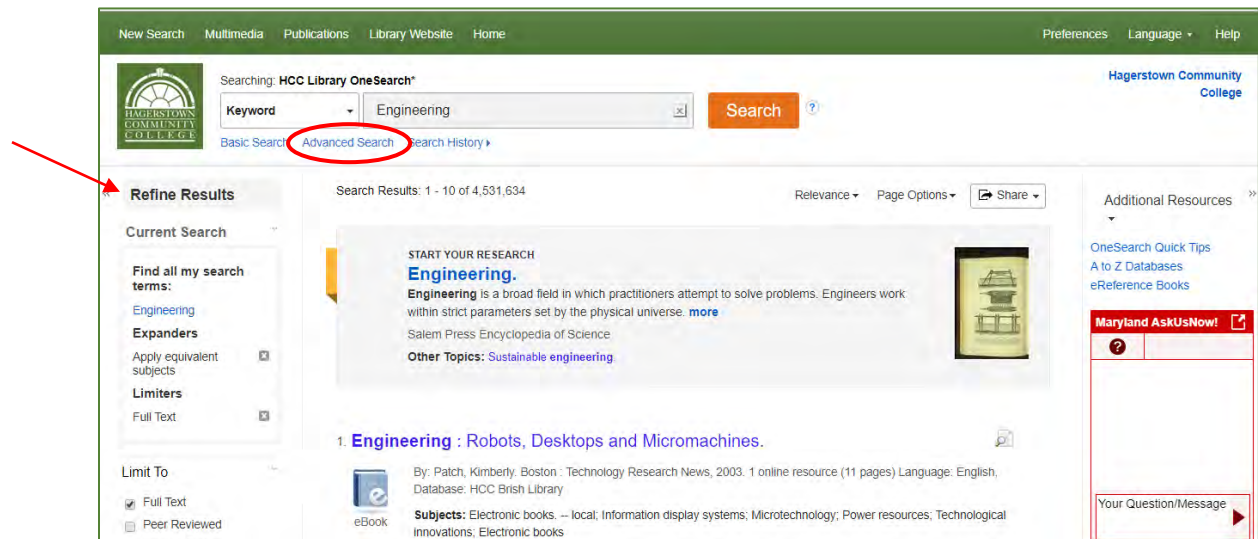 New Search Multimedia Publications Library Website Home Preferences Language Help
HAGERSTOWN
COMMUNITY
COLLEGE
Searching: HCC Library OneSearch*
Keyword Engineering Search ?
Basic Search Advanced Search Search History
Hagerstown Community
College
« Refine Results
Current Search
Find all my search
terms:
Engineering
Expanders
Apply equivalent
subjects
Limiters
Full Text
Limit To
Full Text
Peer Reviewed
Search Results: 1 - 10 of 4,531,634 Relevance Page Options Share
START YOUR RESEARCH
Engineering.
Engineering is a broad field in which practitioners attempt to solve problems. Engineers work
within strict parameters set by the physical universe. more
Salem Press Encyclopedia of Science
Other Topics: Sustainable engineering.
1. Engineering : Robots, Desktops and Micromachines.
eBook
By: Patch, Kimberly. Boston : Technology Research News, 2003. 1 online resource (11 pages) Language: English,
Database: HCC Brish Library
Subjects: Electronic books. -- local; Information display systems; Microtechnology; Power resources; Technological
innovations; Electronic books
Additional Resources »
OneSearch Quick Tips
A to Z Databases
eReference Books
Maryland AskUsNow!
?
Your Question/Message